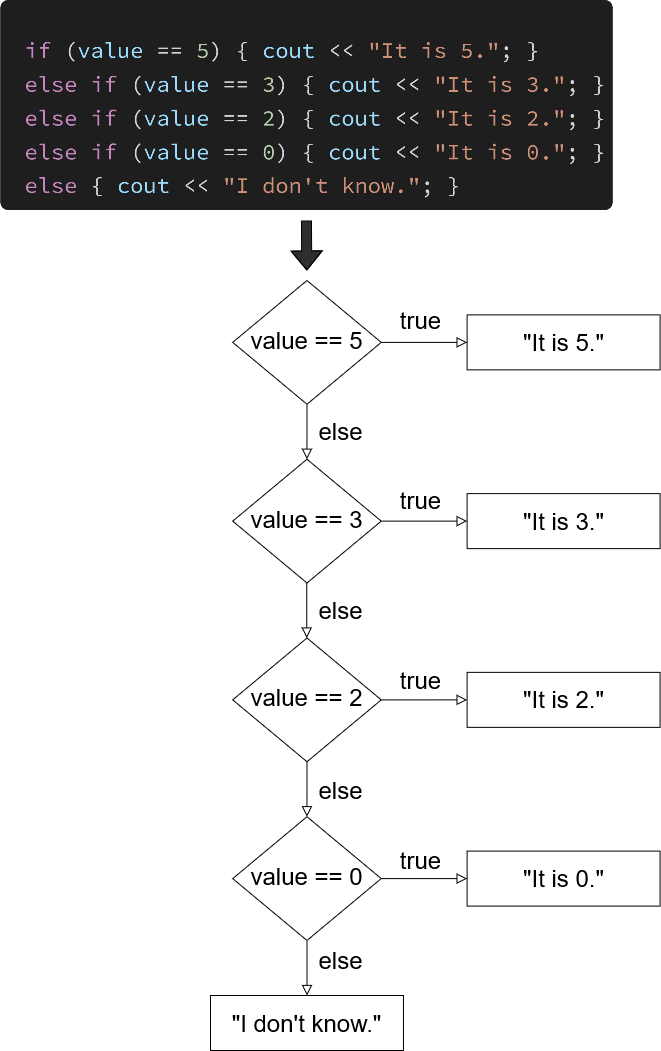 if (value == 5) { cout << "It is 5."; }
else if (value == 3) { cout << "It is 3."; }
else if (value == 2) { cout << "It is 2."; }
else if (value == 0) { cout << "It is 0."; }
else { cout << "I don't know."; }
value == 5
true
"It is 5."
else
value == 3
true
"It is 3."
else
value == 2
true
"It is 2."
else
value == 0
true
"It is 0."
else
"I don't know."